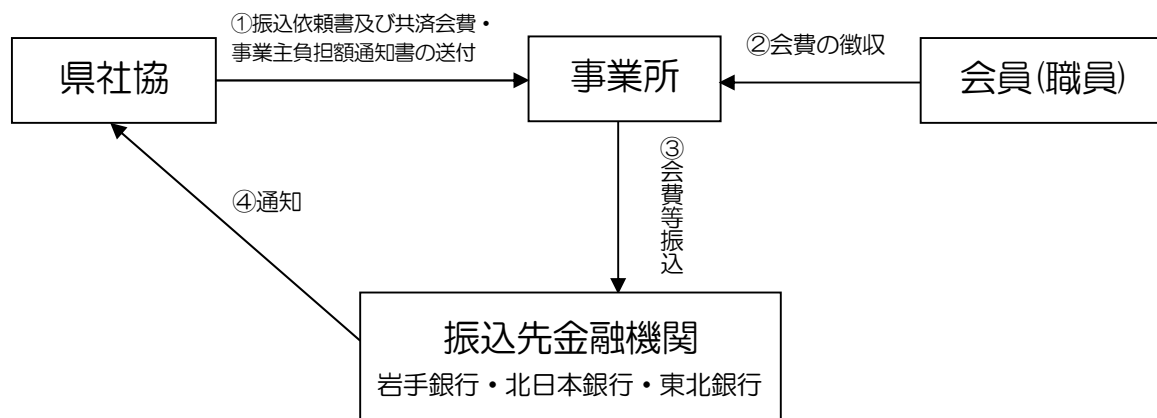 ①振込依頼書及び共済会費・
事業主負担額通知書の送付
県社協
事業所
②会費の徴収
会員(職員)
③会費等振込
④通知
振込先金融機関
岩手銀行・北日本銀行・東北銀行